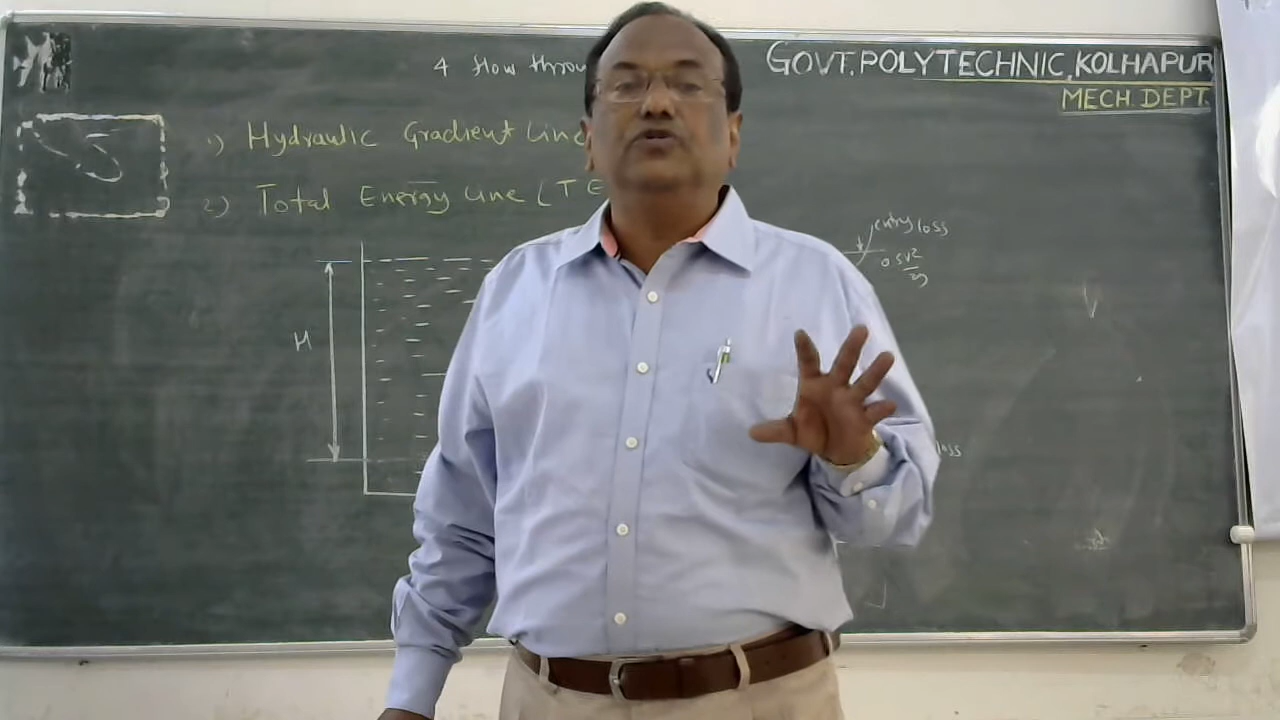 4 flow throu
GOVT. POLYTECHNIC, KOLHAPUR
MECH DEPT.
1) Hydraulic Gradient Line
2) Total Energy Line (TE
entry loss
0.5V²
2g
H
loss